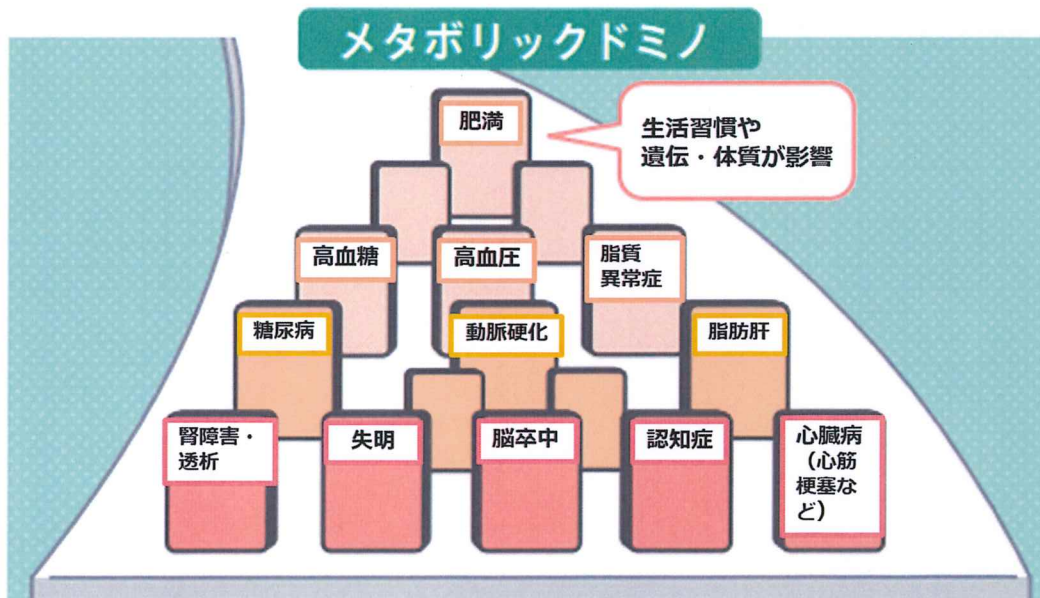 メタボリックドミノ
肥満
生活習慣や
遺伝・体質が影響
高血糖
高血圧
脂質
異常症
糖尿病
動脈硬化
脂肪肝
腎障害・
透析
失明
脳卒中
認知症
心臓病
（心筋
梗塞な
ど）